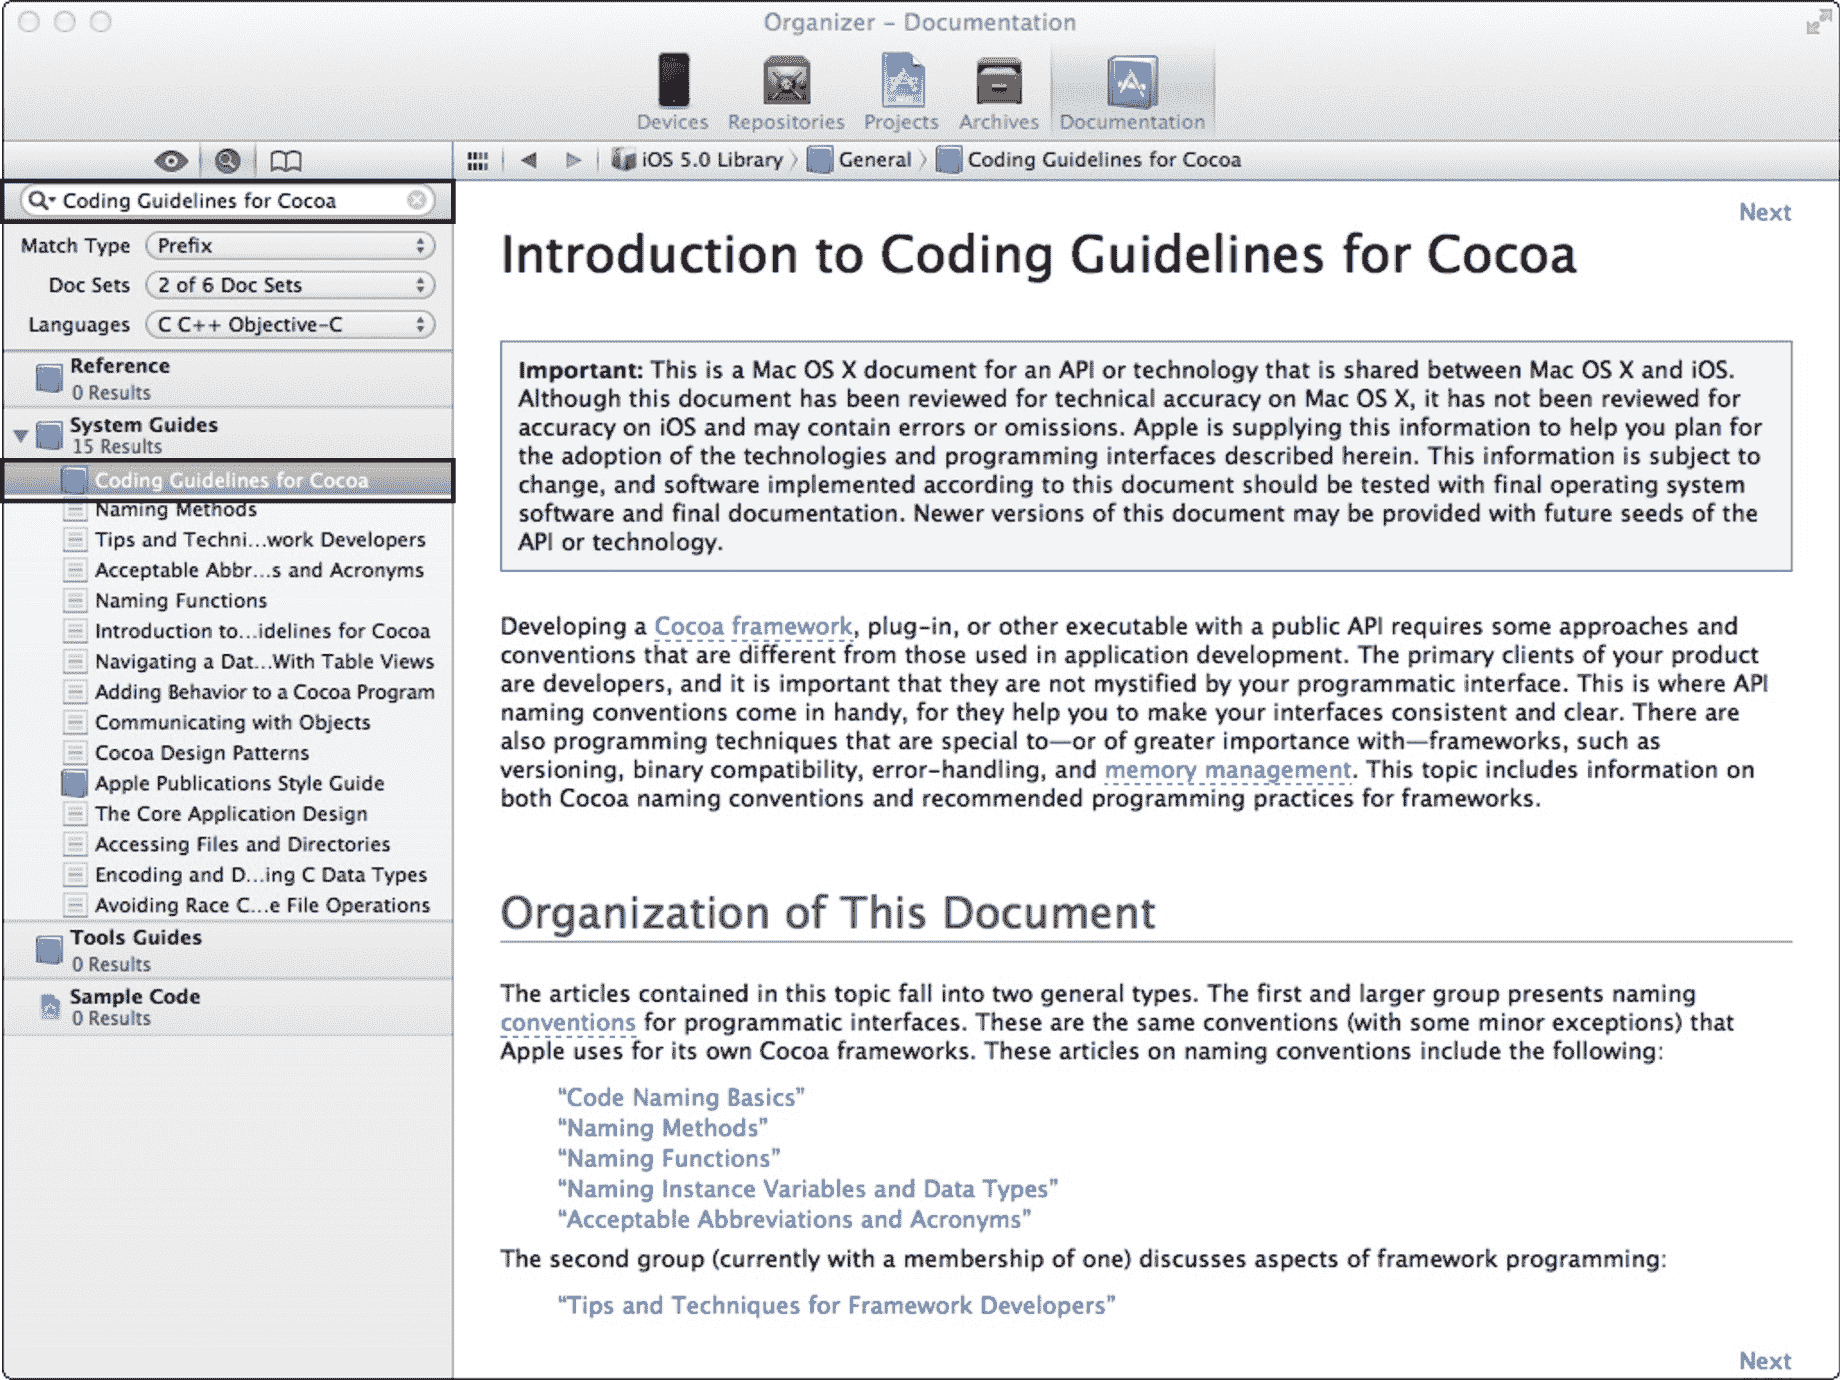 Organizer – Documentation
Devices
Repositories
Projects
Archives
Documentation
iOS 5.0 Library
General
Coding Guidelines for Cocoa
Coding Guidelines for Cocoa
Match Type
Prefix
Doc Sets
2 of 6 Doc Sets
Languages
C C++ Objective-C
Reference
0 Results
System Guides
15 Results
Coding Guidelines for Cocoa
Naming Methods
Tips and Techni...work Developers
Acceptable Abbr...s and Acronyms
Naming Functions
Introduction to...idelines for Cocoa
Navigating a Dat...With Table Views
Adding Behavior to a Cocoa Program
Communicating with Objects
Cocoa Design Patterns
Apple Publications Style Guide
The Core Application Design
Accessing Files and Directories
Encoding and D...ing C Data Types
Avoiding Race C...e File Operations
Tools Guides
0 Results
Sample Code
0 Results
Next
Introduction to Coding Guidelines for Cocoa
Important: This is a Mac OS X document for an API or technology that is shared between Mac OS X and iOS.
Although this document has been reviewed for technical accuracy on Mac OS X, it has not been reviewed for
accuracy on iOS and may contain errors or omissions. Apple is supplying this information to help you plan for
the adoption of the technologies and programming interfaces described herein. This information is subject to
change, and software implemented according to this document should be tested with final operating system
software and final documentation. Newer versions of this document may be provided with future seeds of the
API or technology.
Developing a Cocoa framework, plug-in, or other executable with a public API requires some approaches and
conventions that are different from those used in application development. The primary clients of your product
are developers, and it is important that they are not mystified by your programmatic interface. This is where API
naming conventions come in handy, for they help you to make your interfaces consistent and clear. There are
also programming techniques that are special to—or of greater importance with—frameworks, such as
versioning, binary compatibility, error-handling, and memory management. This topic includes information on
both Cocoa naming conventions and recommended programming practices for frameworks.
Organization of This Document
The articles contained in this topic fall into two general types. The first and larger group presents naming
conventions for programmatic interfaces. These are the same conventions (with some minor exceptions) that
Apple uses for its own Cocoa frameworks. These articles on naming conventions include the following:
“Code Naming Basics”
“Naming Methods”
“Naming Functions”
“Naming Instance Variables and Data Types”
“Acceptable Abbreviations and Acronyms”
The second group (currently with a membership of one) discusses aspects of framework programming:
“Tips and Techniques for Framework Developers”
Next